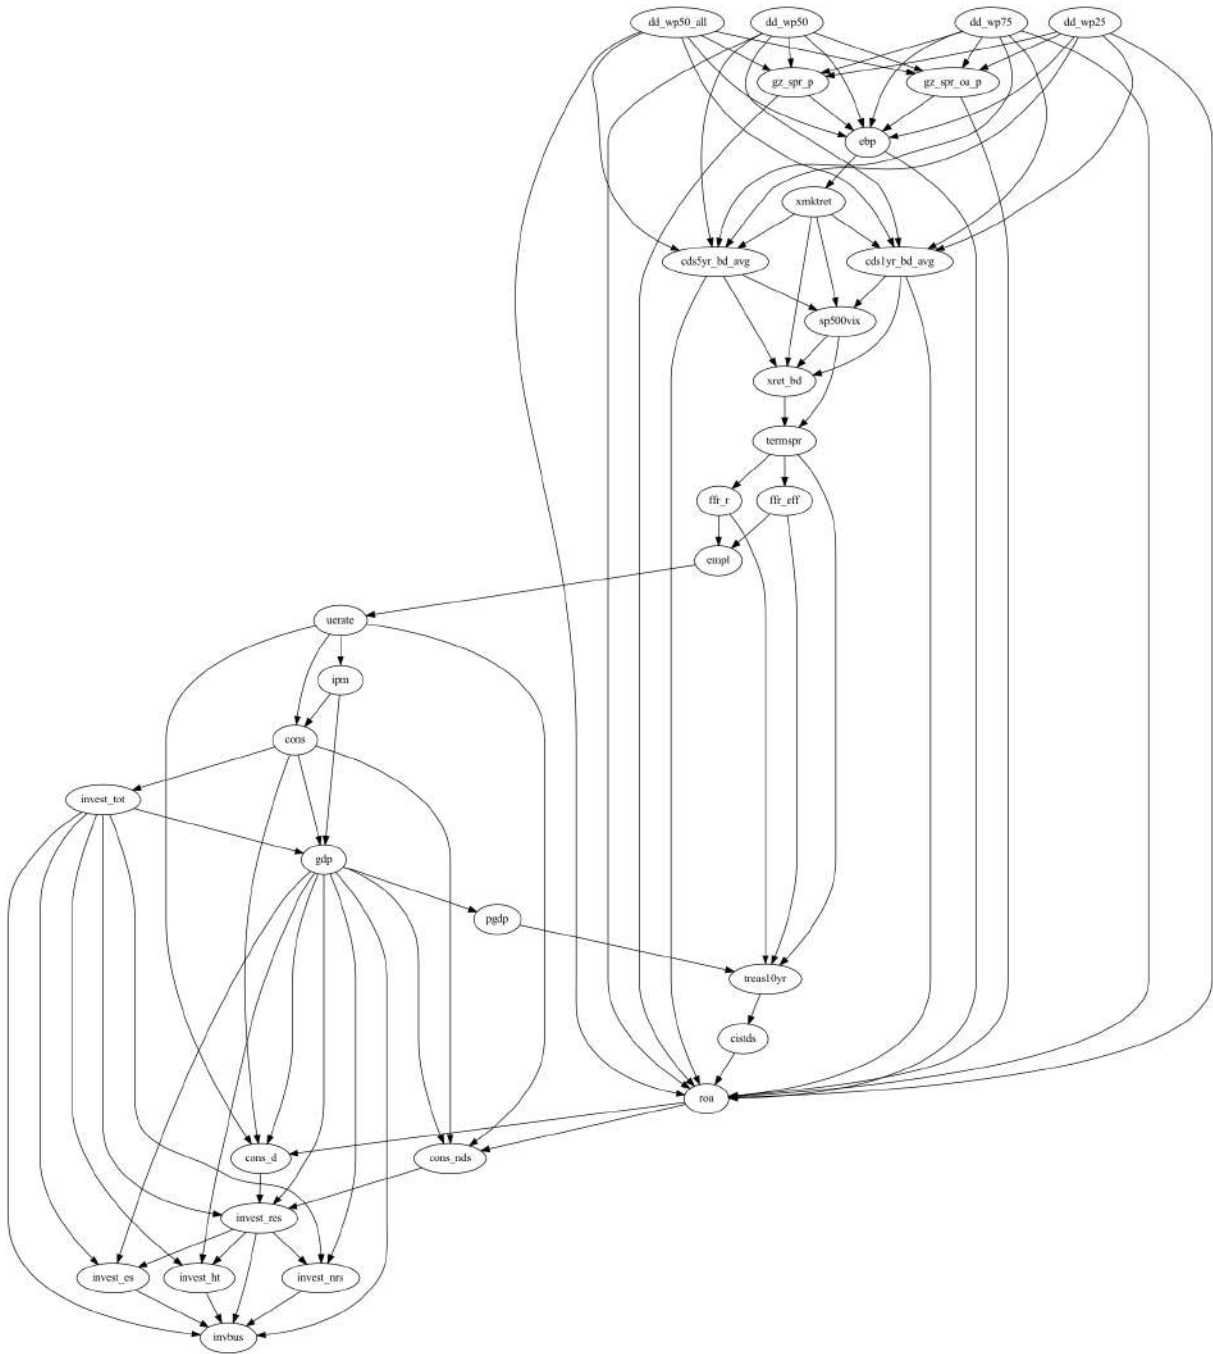 dd_wp50_all dd_wp50 dd_wp75 dd_wp25
gz_spr_p gz_spr_oa_p
ebp
xmktret
cds5yr_bd_avg cds1yr_bd_avg
sp500vix
xret_bd
termspr
ffr_r ffr_eff
empl
uerate
ipm
cons
invest_tot
gdp
pgdp
treas10yr
cistds
roa
cons_d cons_nds
invest_res
invest_es invest_ht invest_nrs
invbus